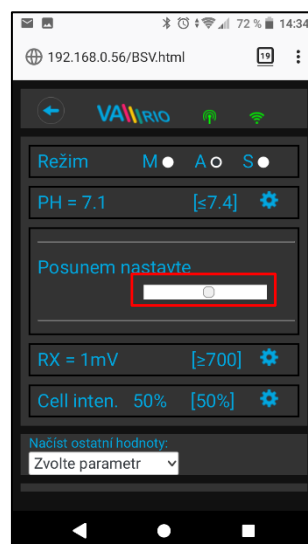 72 % 14:34
192.168.0.56/BSV.html 19
VALLIRIO
Režim M A S
PH = 7.1 [≤7.4]
Posunem nastavte
RX = 1mV [≥700]
Cell inten. 50% [50%]
Načíst ostatní hodnoty:
Zvolte parametr